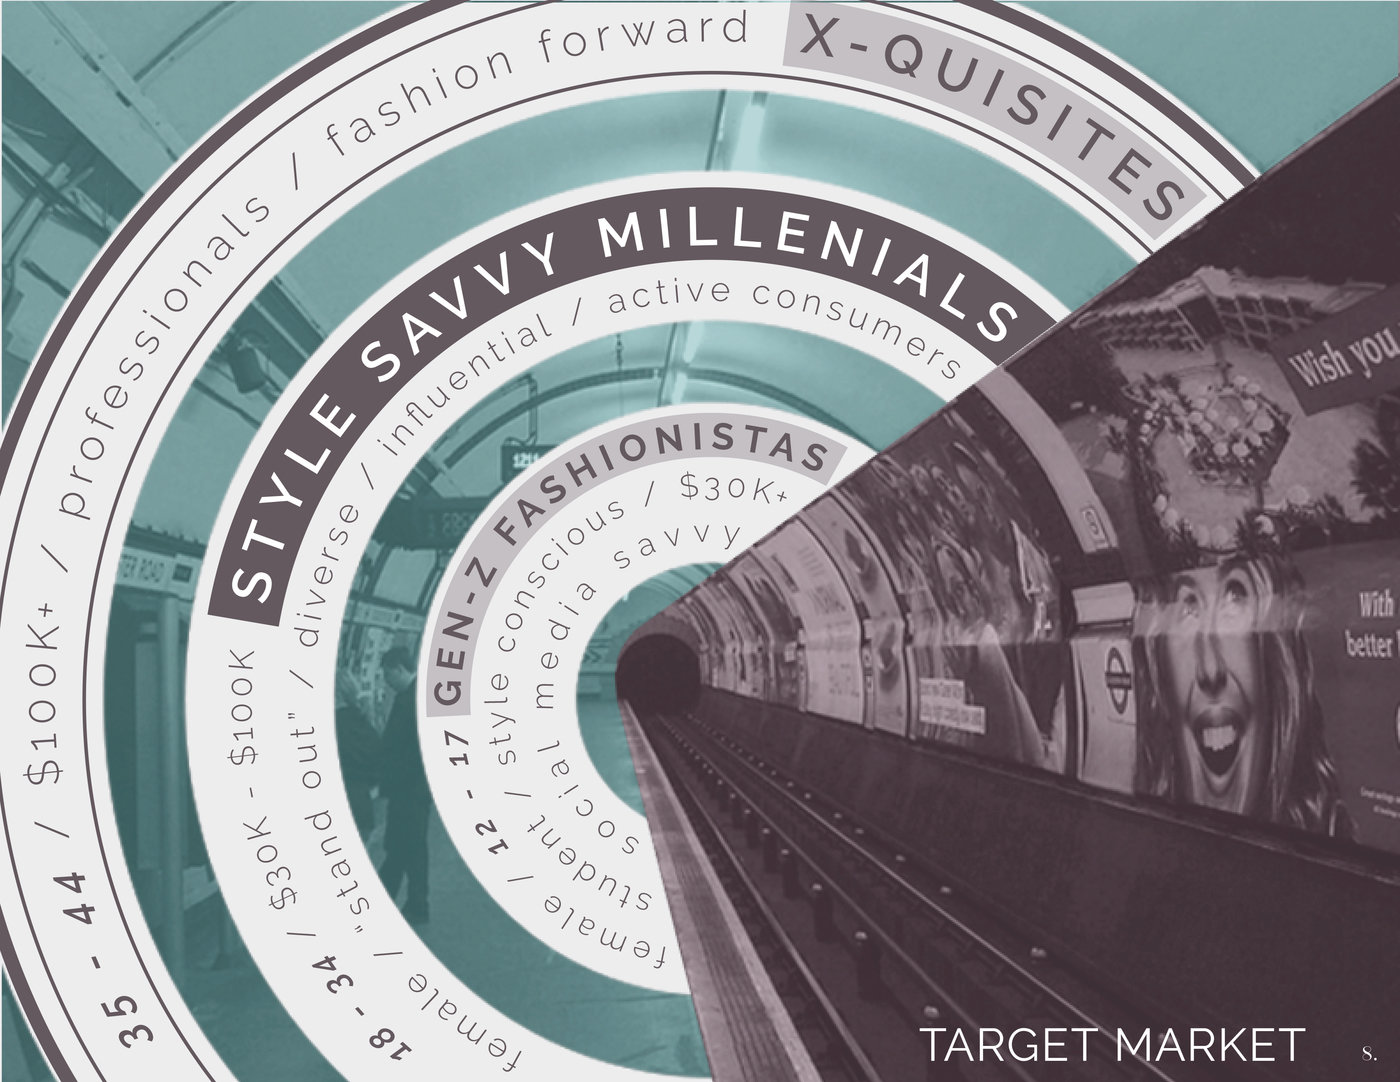 35 - 44 / $100K+ / professionals / fashion forward
X-QUISITES
STYLE SAVVY MILLENIALS
18 - 34 / $30K - $100K
female / "stand out" / diverse / influential / active consumers
GEN-Z FASHIONISTAS
female / 12 - 17
student / style conscious / $30K+
social media savvy
TER ROAD
Wish you
With
better
TARGET MARKET
8.